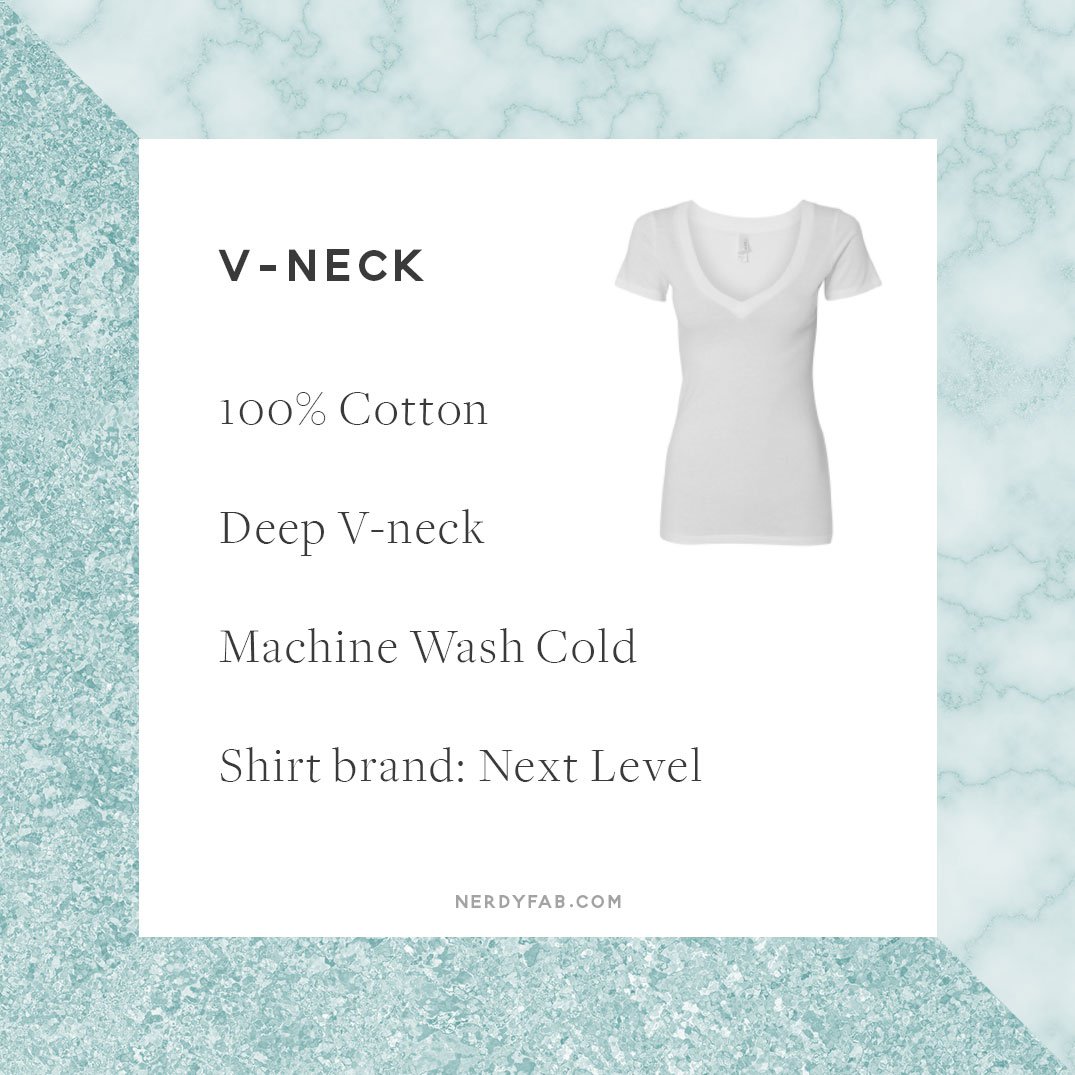 V-NECK
100% Cotton
Deep V-neck
Machine Wash Cold
Shirt brand: Next Level
NERDYFAB.COM